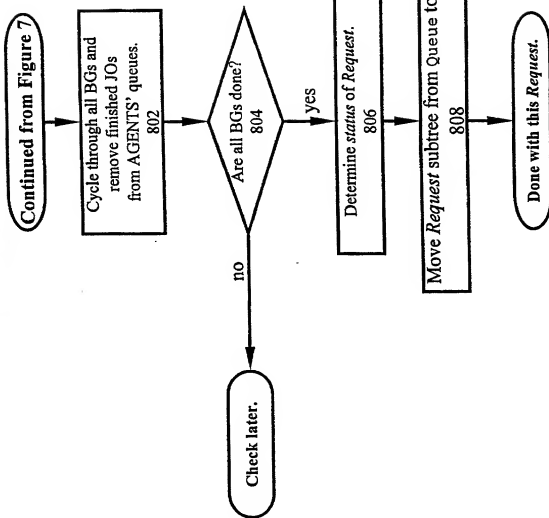 Continued from Figure 7
Cycle through all BGs and
remove finished JOs
from AGENTS' queues.
802
Are all BGs done?
804
no
Check later.
yes
Determine status of Request.
806
Move Request subtree from Queue to
808
Done with this Request.